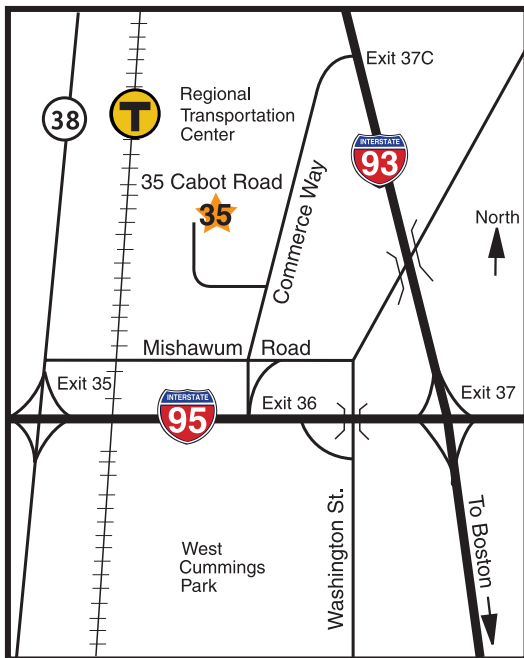 Exit 37C
38
T
Regional
Transportation
Center
INTERSTATE
93
35 Cabot Road
35
Commerce Way
North
Mishawum Road
Exit 35
INTERSTATE
95
Exit 36
Exit 37
West
Cummings
Park
Washington St.
To Boston